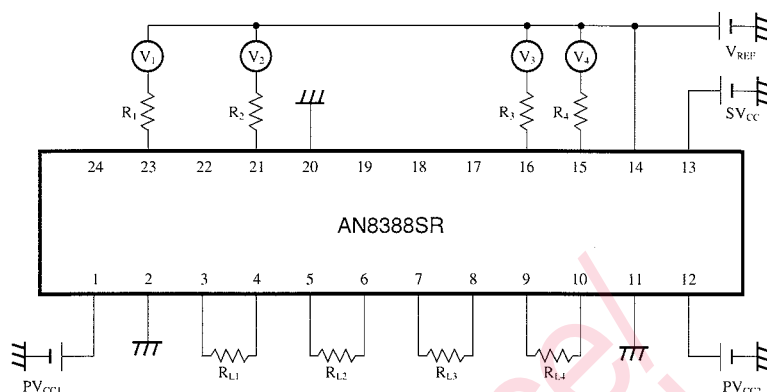 V1 V2 V3 V4 VREF
R1 R2 R3 R4 SVCC
24 23 22 21 20 19 18 17 16 15 14 13
AN8388SR
1 2 3 4 5 6 7 8 9 10 11 12
PVCC1 RL1 RL2 RL3 RL4 PVCC2